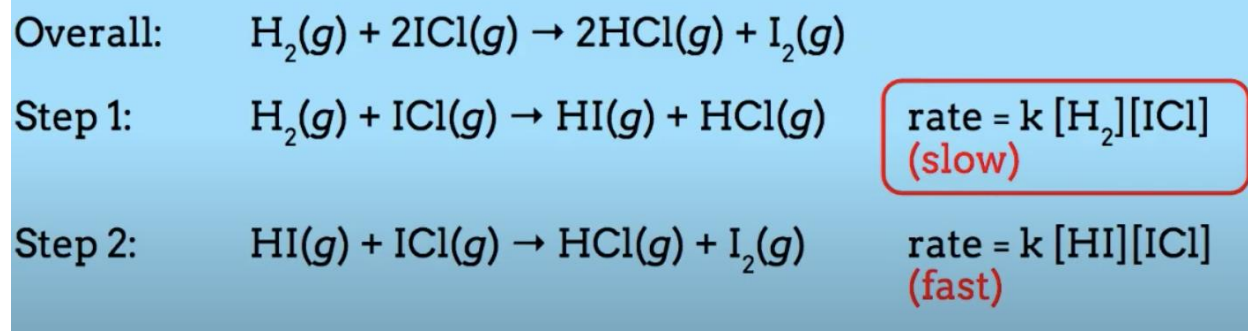 Overall: H₂(g) + 2ICl(g) → 2HCl(g) + I₂(g)
Step 1: H₂(g) + ICl(g) → HI(g) + HCl(g) rate = k [H₂][ICl]
(slow)
Step 2: HI(g) + ICl(g) → HCl(g) + I₂(g) rate = k [HI][ICl]
(fast)